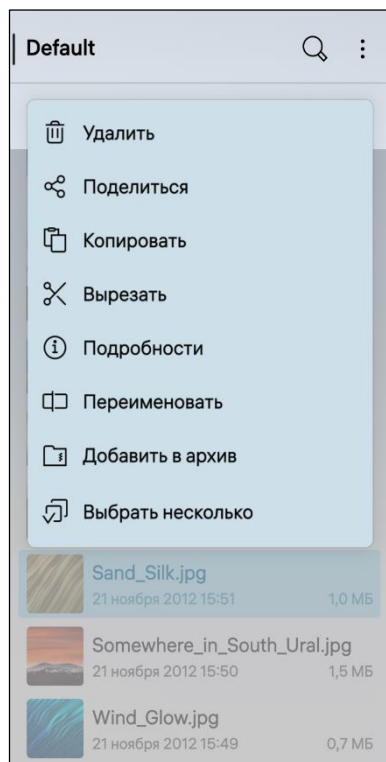 Default
Удалить
Поделиться
Копировать
Вырезать
Подробности
Переименовать
Добавить в архив
Выбрать несколько
Sand_Silk.jpg
21 ноября 2012 15:51 1,0 МБ
Somewhere_in_South_Ural.jpg
21 ноября 2012 15:50 1,5 МБ
Wind_Glow.jpg
21 ноября 2012 15:49 0,7 МБ